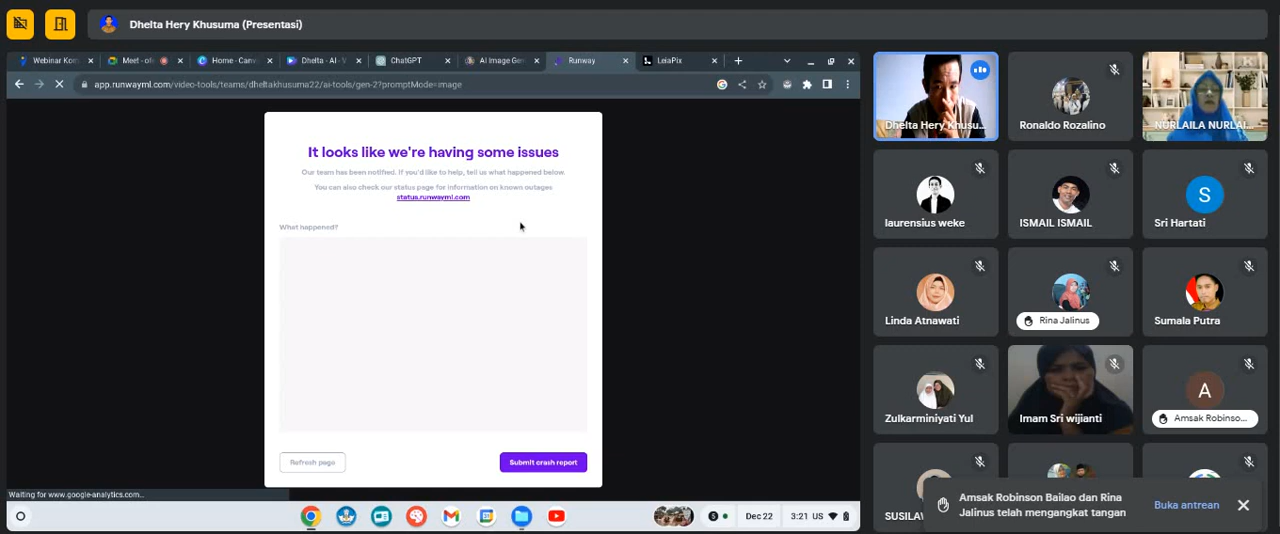 Dhelta Hery Khusuma (Presentasi)
Webinar Kom
Meet - ofe
Home - Canv
Dhelta - AI - V
ChatGPT
AI Image Gen
Runway
LeiaPix
app.runwayml.com/video-tools/teams/dheltakhusuma22/ai-tools/gen-2?promptMode=image
It looks like we're having some issues
Our team has been notified. If you'd like to help, tell us what happened below.
You can also check our status page for information on known outages
status.runwayml.com
What happened?
Refresh page
Submit crash report
Waiting for www.google-analytics.com...
S
Dec 22
3:21 US
Dhelta Hery Khusu...
Ronaldo Rozalino
NURLAILA NURLAI...
laurensius weke
ISMAIL ISMAIL
S
Sri Hartati
Linda Atnawati
Rina Jalinus
Sumala Putra
Zulkarminiyati Yul
Imam Sri wijianti
A
Amsak Robinso...
SUSILA
Amsak Robinson Bailao dan Rina
Jalinus telah mengangkat tangan
Buka antrean